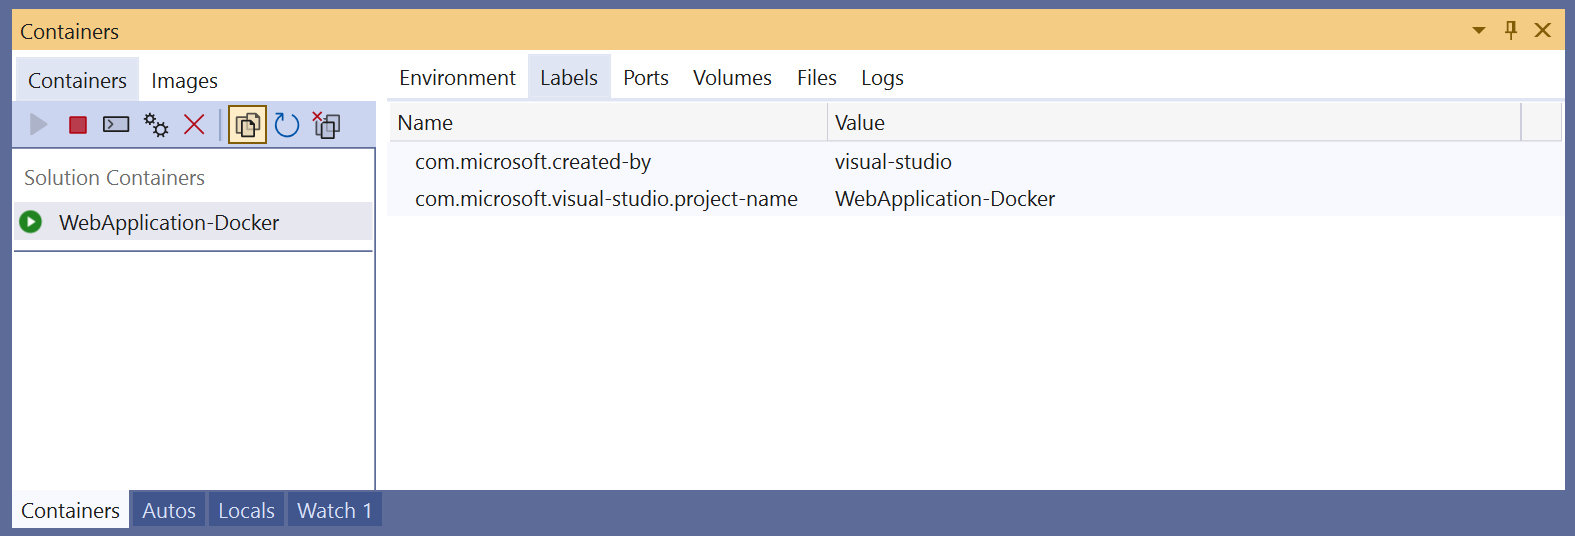 Containers
Containers Images
Environment Labels Ports Volumes Files Logs
Name Value
com.microsoft.created-by visual-studio
com.microsoft.visual-studio.project-name WebApplication-Docker
Solution Containers
WebApplication-Docker
Containers Autos Locals Watch 1